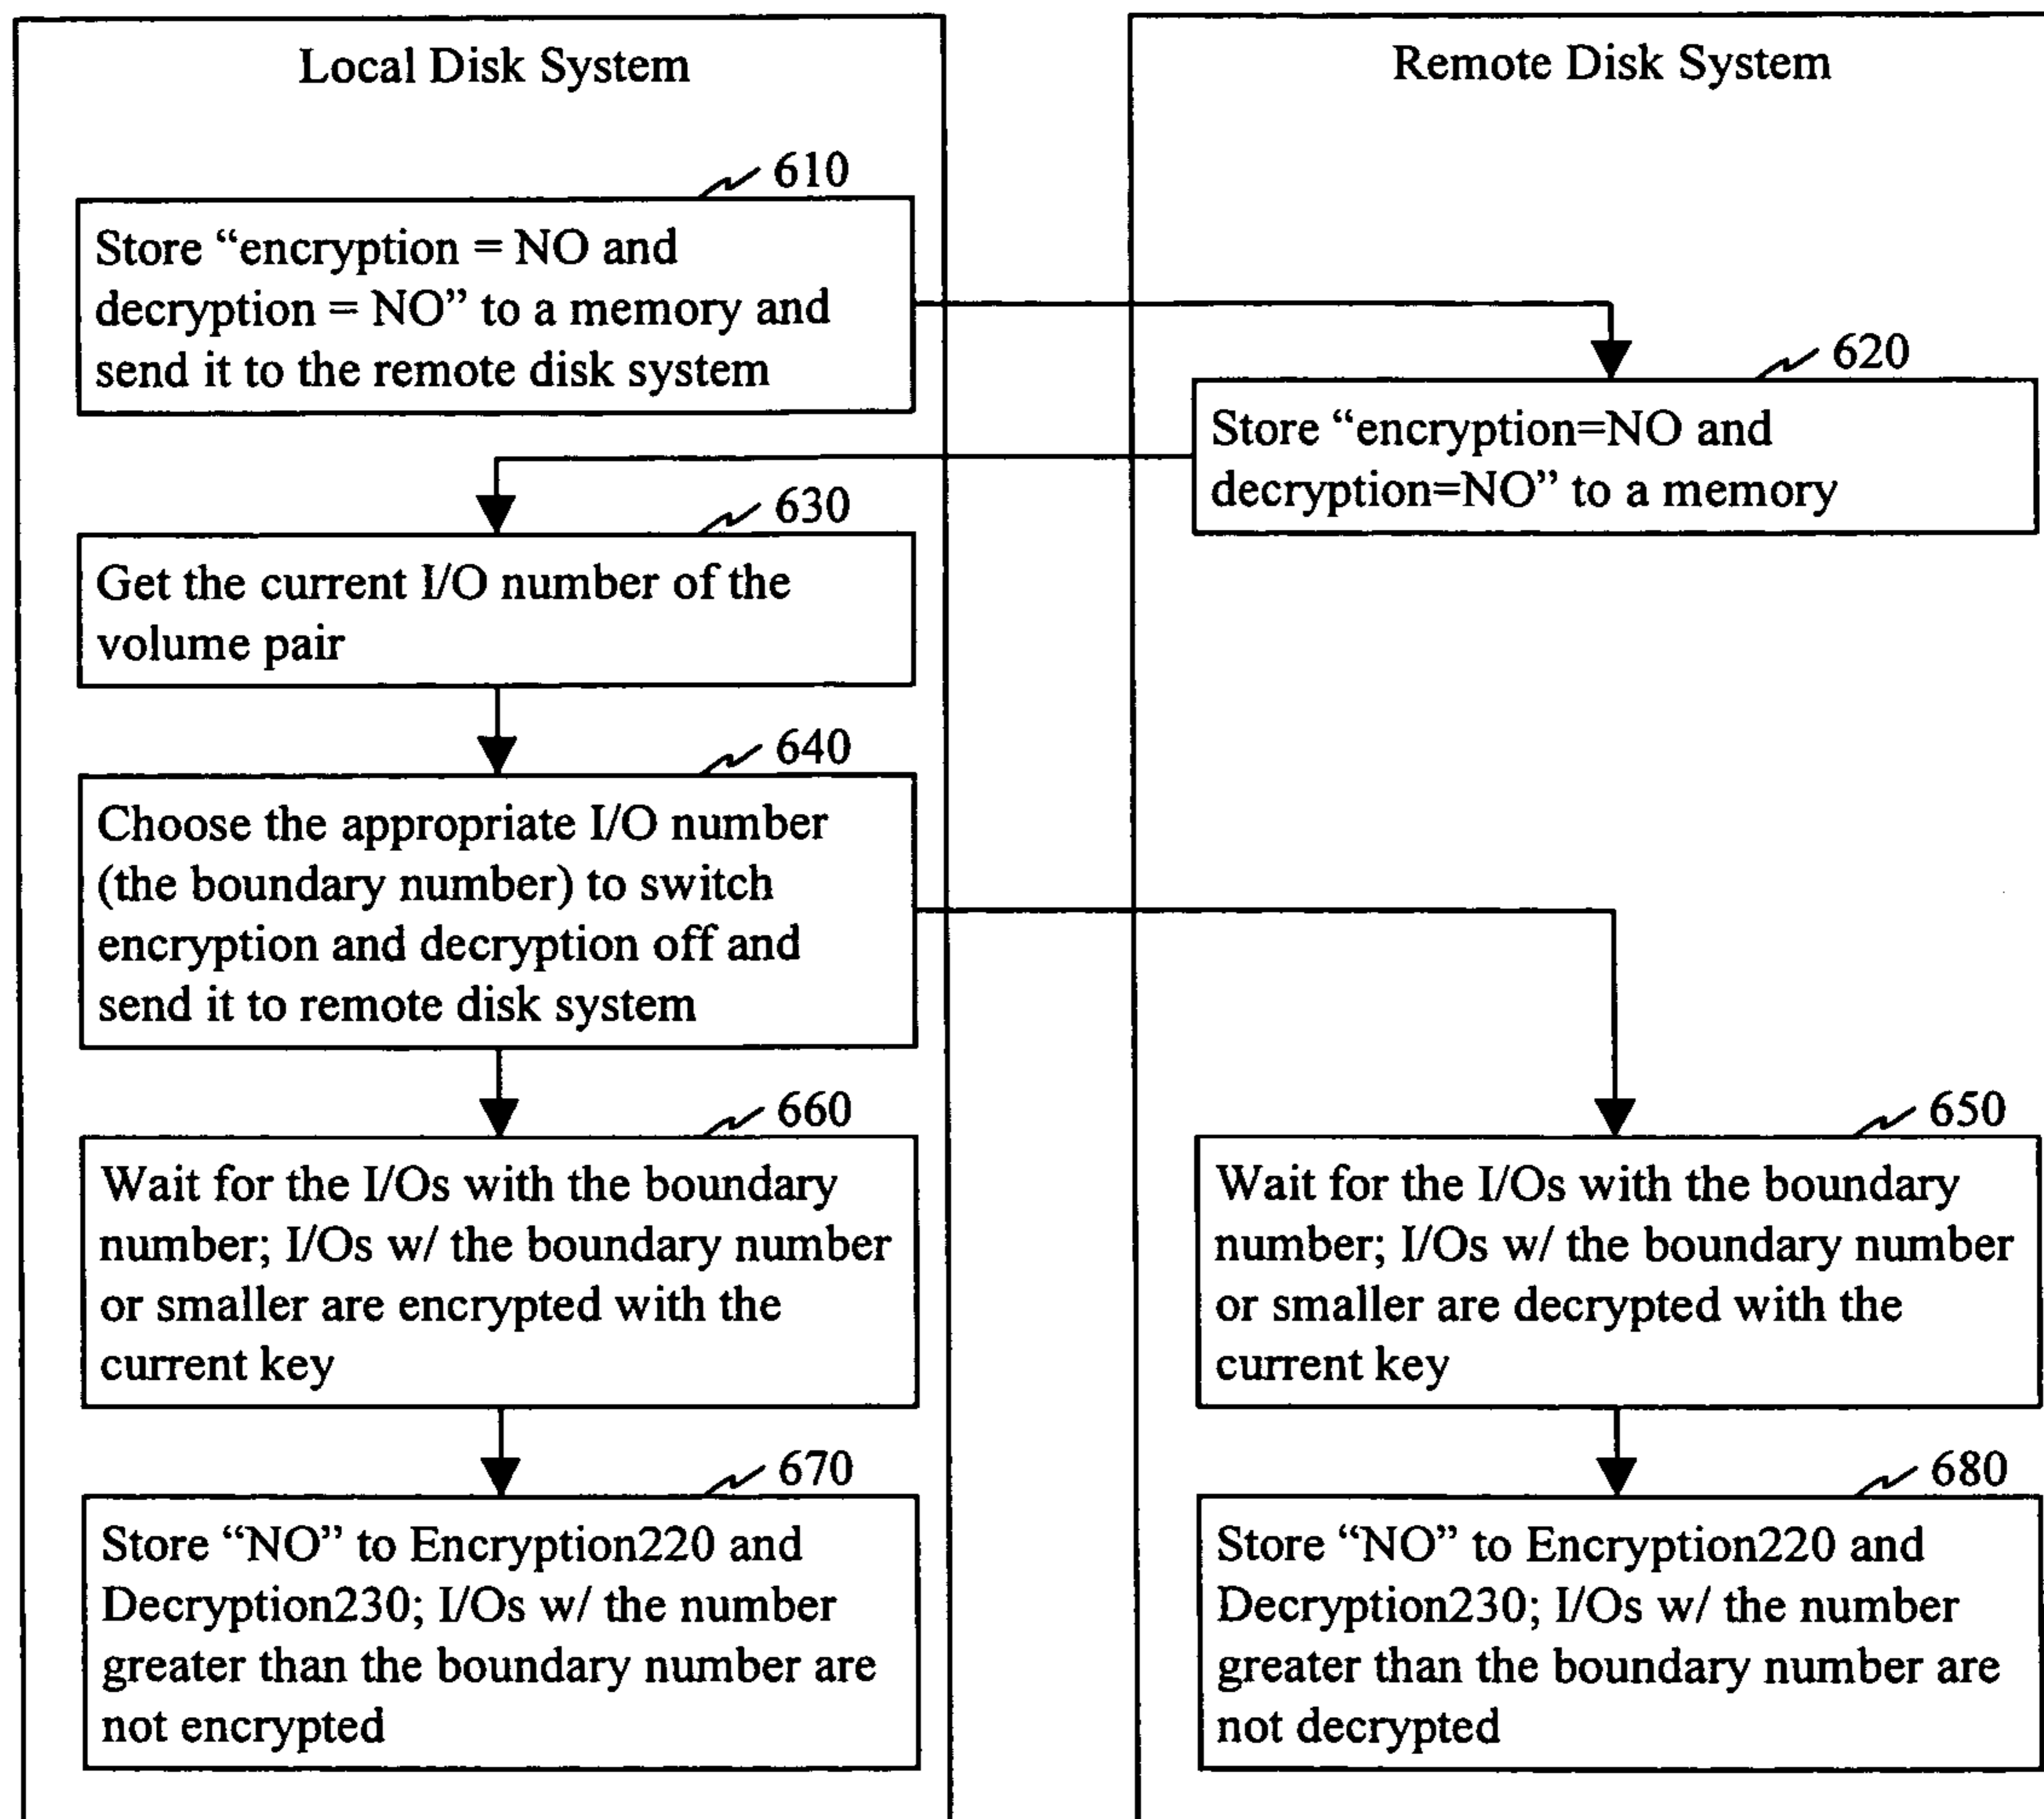 Local Disk System
Remote Disk System
610
Store “encryption = NO and
decryption = NO” to a memory and
send it to the remote disk system
620
Store “encryption=NO and
decryption=NO” to a memory
630
Get the current I/O number of the
volume pair
640
Choose the appropriate I/O number
(the boundary number) to switch
encryption and decryption off and
send it to remote disk system
660
Wait for the I/Os with the boundary
number; I/Os w/ the boundary number
or smaller are encrypted with the
current key
650
Wait for the I/Os with the boundary
number; I/Os w/ the boundary number
or smaller are decrypted with the
current key
670
Store “NO” to Encryption220 and
Decryption230; I/Os w/ the number
greater than the boundary number are
not encrypted
680
Store “NO” to Encryption220 and
Decryption230; I/Os w/ the number
greater than the boundary number are
not decrypted